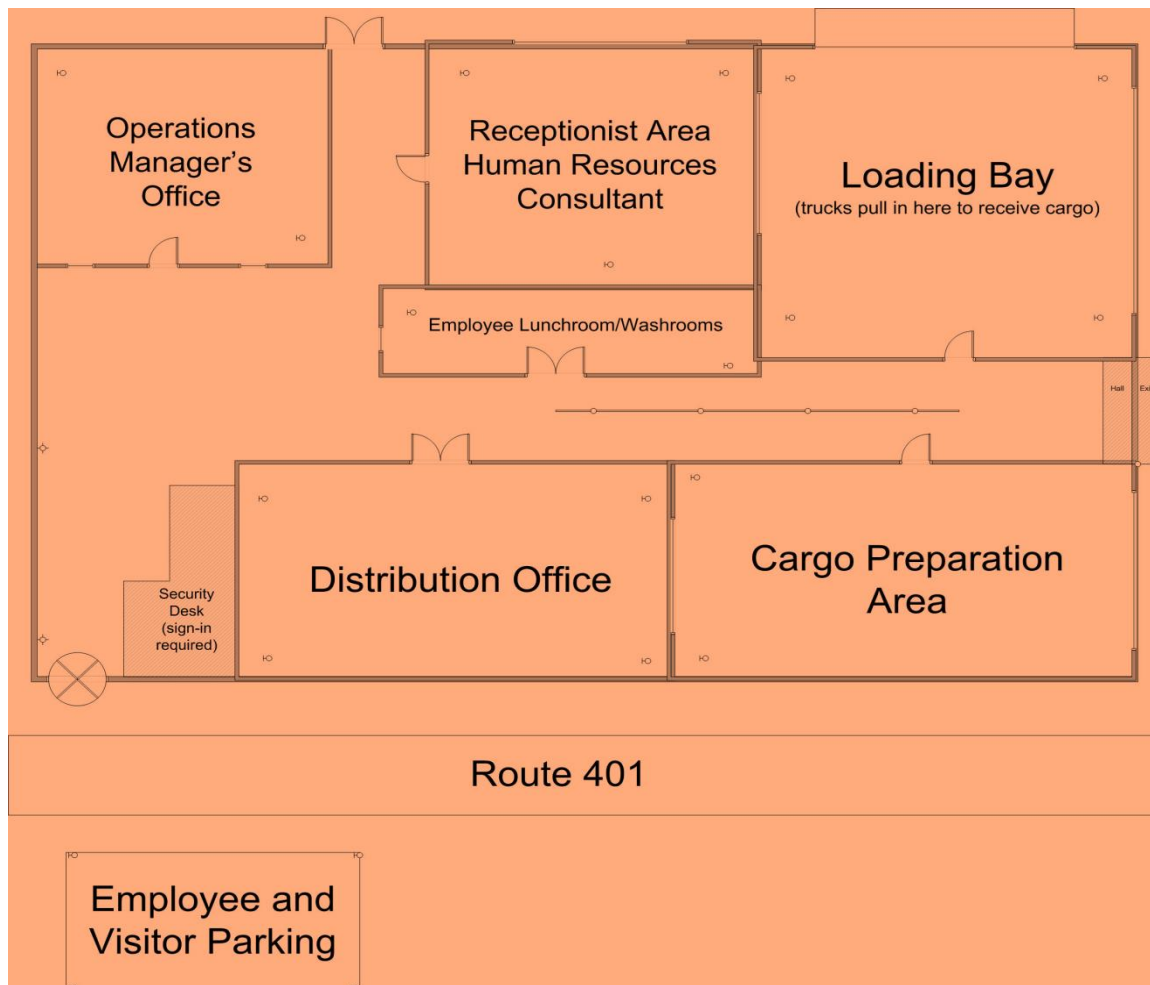 Operations
Manager's
Office
Receptionist Area
Human Resources
Consultant
Loading Bay
(trucks pull in here to receive cargo)
Employee Lunchroom/Washrooms
Hall
Exi
Distribution Office
Cargo Preparation
Area
Security
Desk
(sign-in
required)
Route 401
Employee and
Visitor Parking